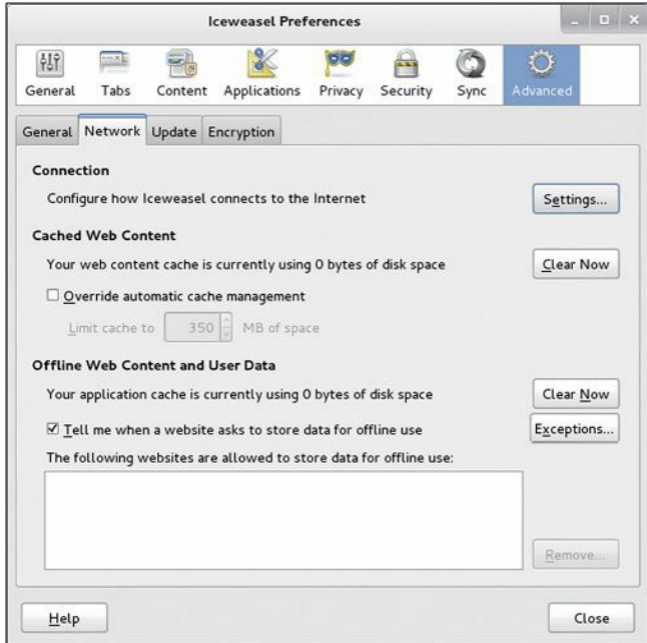 Iceweasel Preferences
General Tabs Content Applications Privacy Security Sync Advanced
General Network Update Encryption
Connection
Configure how Iceweasel connects to the Internet Settings...
Cached Web Content
Your web content cache is currently using 0 bytes of disk space Clear Now
Override automatic cache management
Limit cache to 350 MB of space
Offline Web Content and User Data
Your application cache is currently using 0 bytes of disk space Clear Now
Tell me when a website asks to store data for offline use Exceptions...
The following websites are allowed to store data for offline use:
Remove...
Help Close